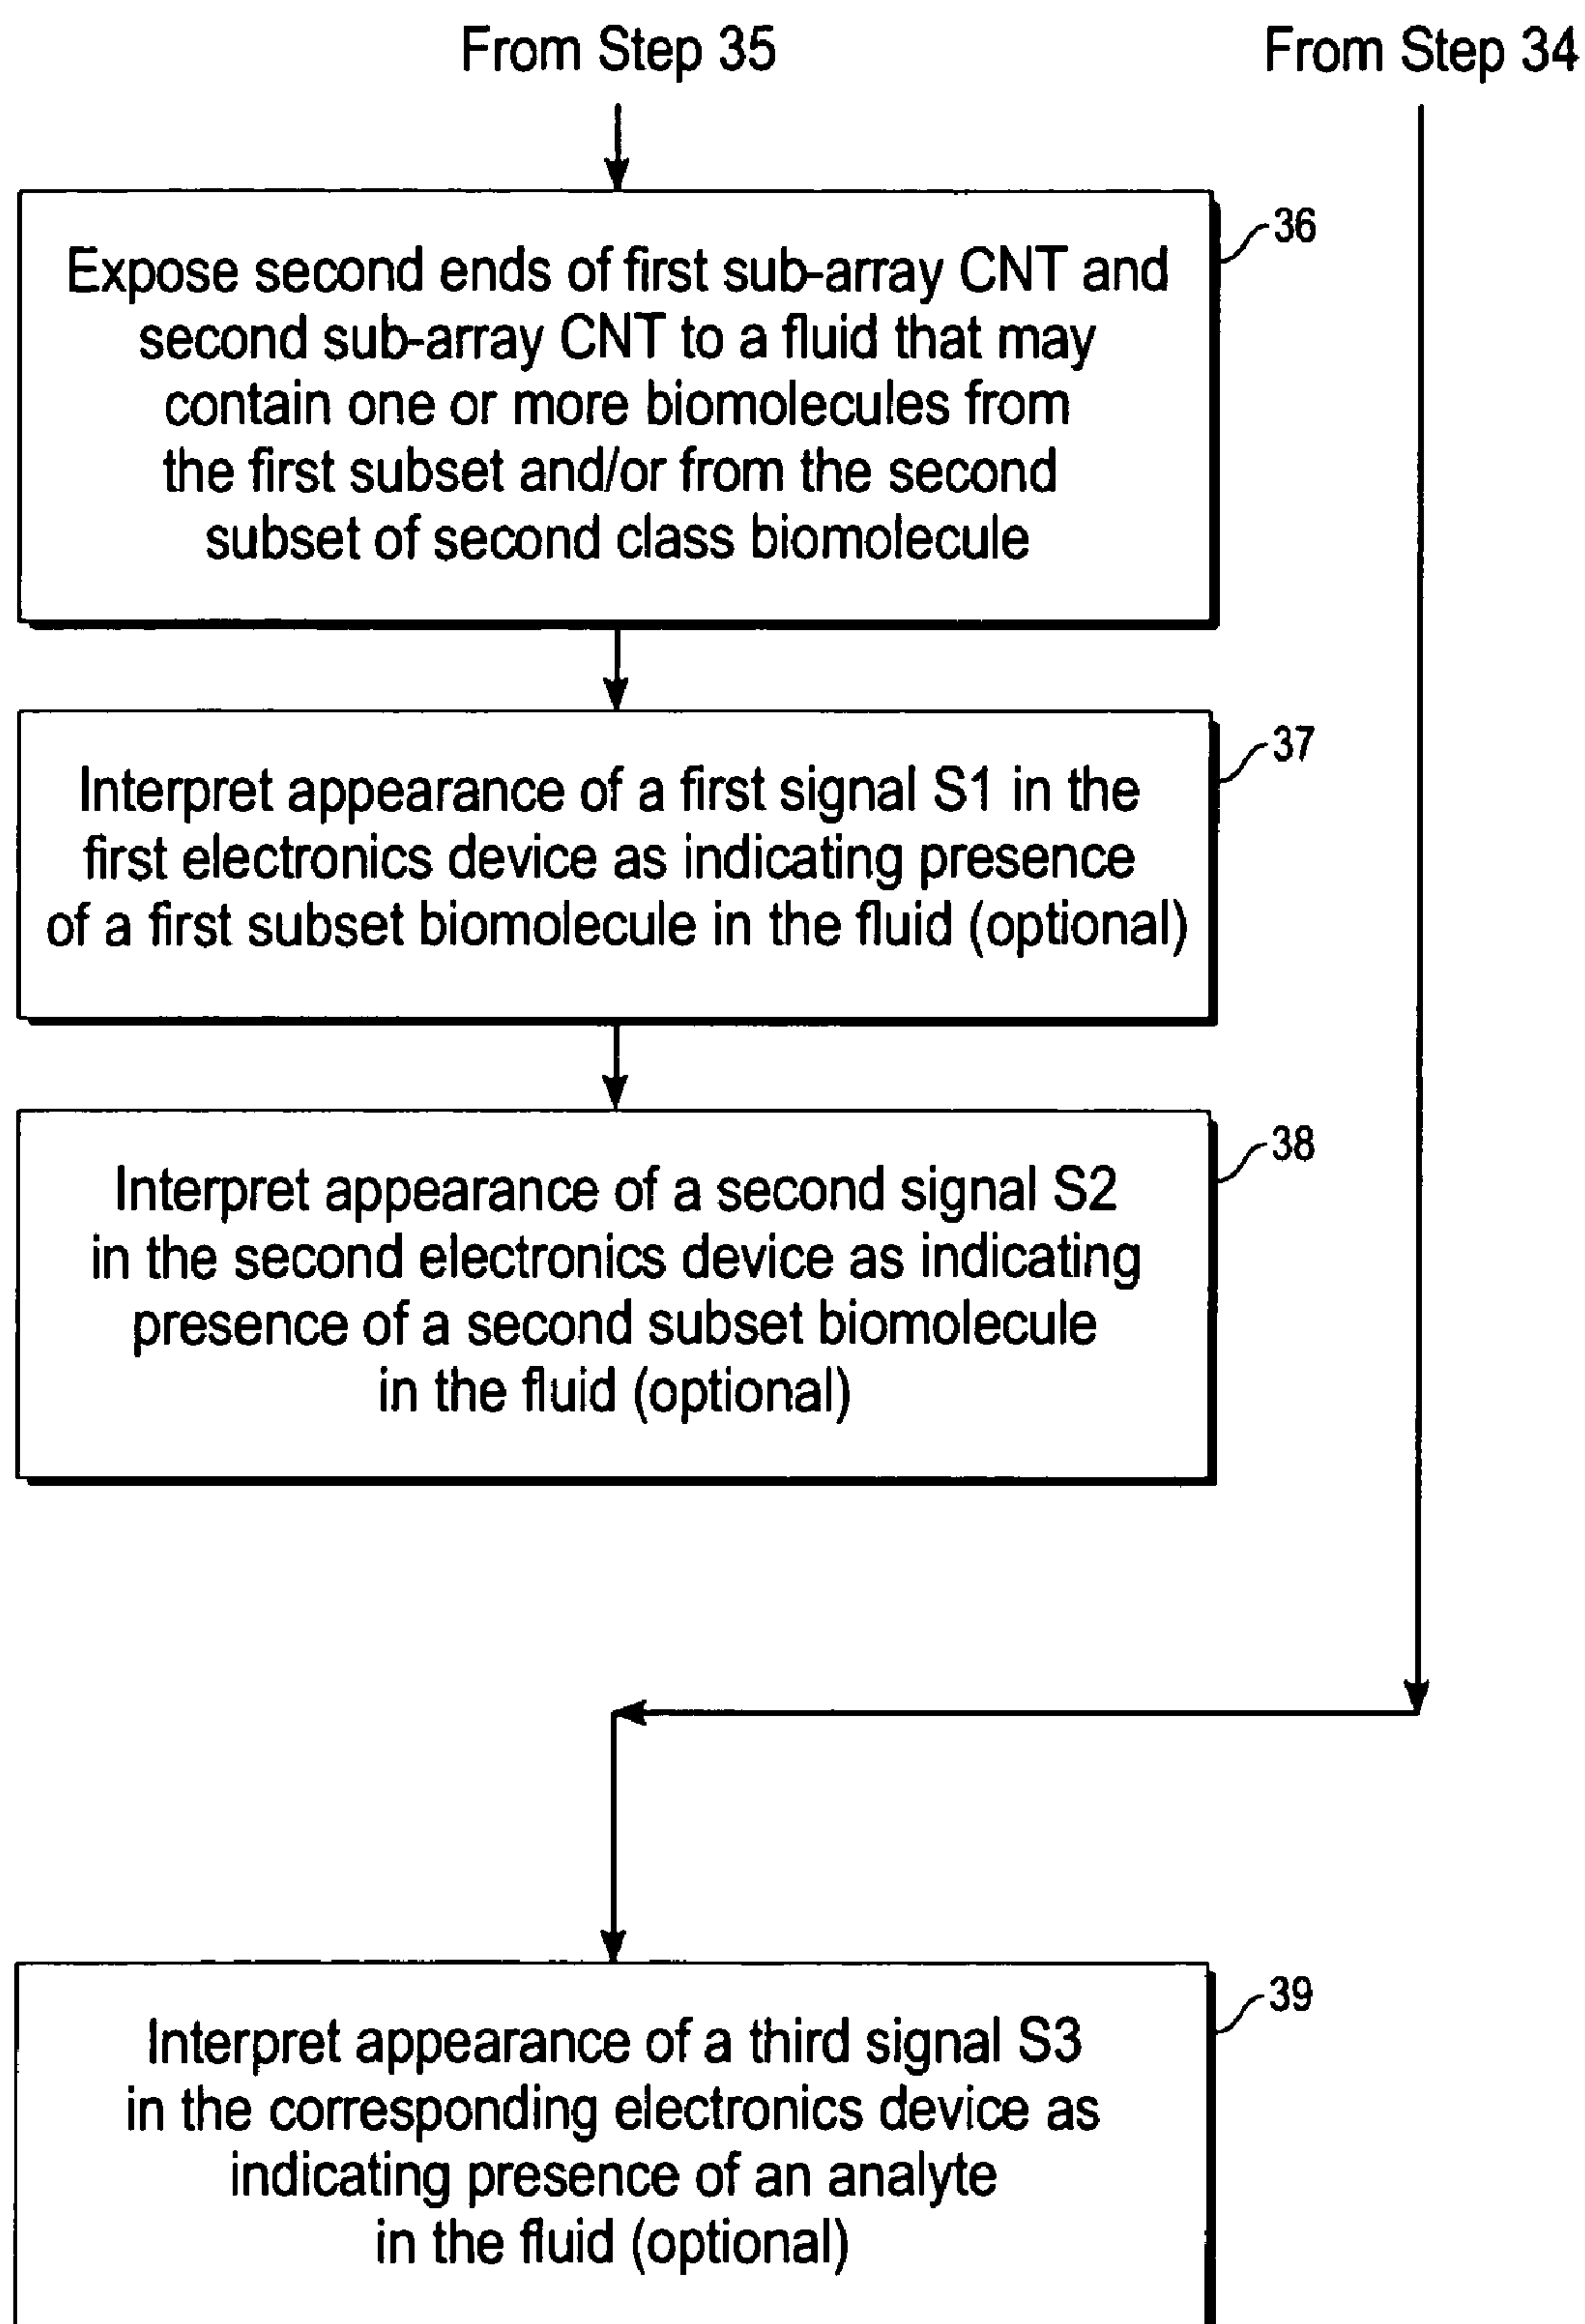 From Step 35
From Step 34
36
Expose second ends of first sub-array CNT and
second sub-array CNT to a fluid that may
contain one or more biomolecules from
the first subset and/or from the second
subset of second class biomolecule
37
Interpret appearance of a first signal S1 in the
first electronics device as indicating presence
of a first subset biomolecule in the fluid (optional)
38
Interpret appearance of a second signal S2
in the second electronics device as indicating
presence of a second subset biomolecule
in the fluid (optional)
39
Interpret appearance of a third signal S3
in the corresponding electronics device as
indicating presence of an analyte
in the fluid (optional)